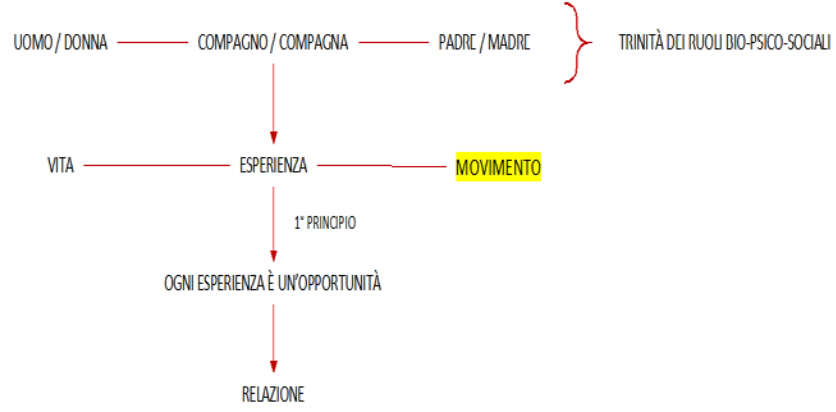 UOMO / DONNA COMPAGNO / COMPAGNA PADRE / MADRE TRINITÀ DEI RUOLI BIO-PSICO-SOCIALI
VITA ESPERIENZA MOVIMENTO
1° PRINCIPIO
OGNI ESPERIENZA È UN'OPPORTUNITÀ
RELAZIONE